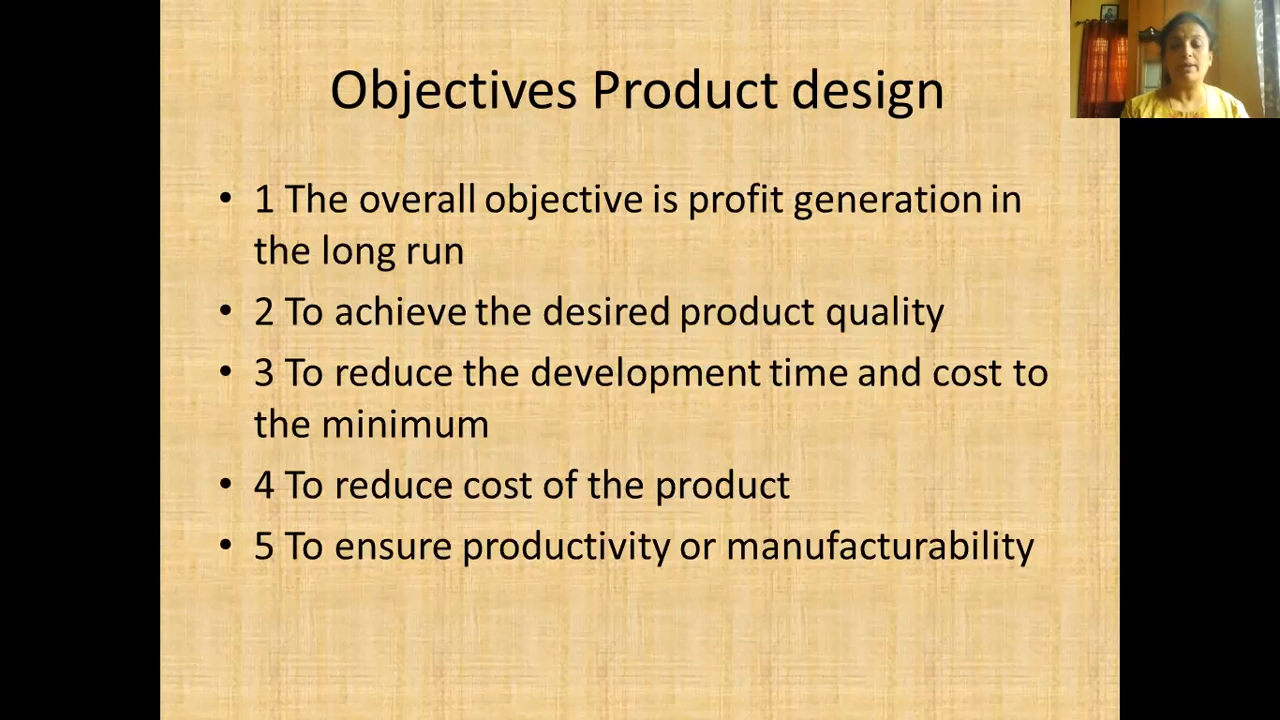 Objectives Product design
• 1 The overall objective is profit generation in
the long run
• 2 To achieve the desired product quality
• 3 To reduce the development time and cost to
the minimum
• 4 To reduce cost of the product
• 5 To ensure productivity or manufacturability